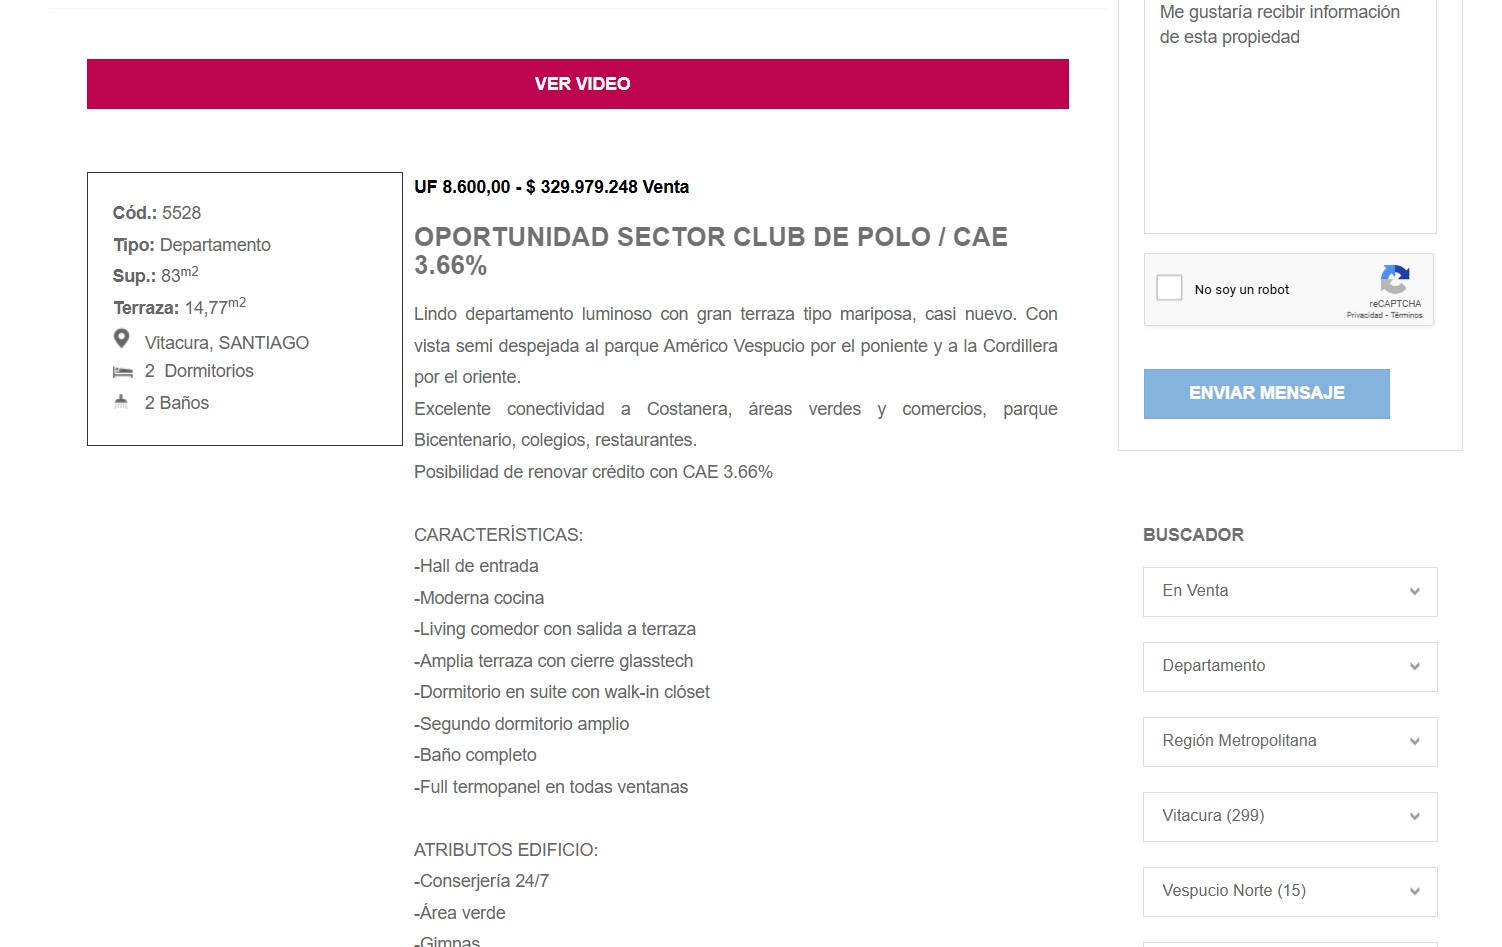 VER VIDEO
Cód.: 5528
Tipo: Departamento
Sup.: 83m2
Terraza: 14,77m2
Vitacura, SANTIAGO
2 Dormitorios
2 Baños
UF 8.600,00 - $ 329.979.248 Venta
OPORTUNIDAD SECTOR CLUB DE POLO / CAE
3.66%
Lindo departamento luminoso con gran terraza tipo mariposa, casi nuevo. Con
vista semi despejada al parque Américo Vespucio por el poniente y a la Cordillera
por el oriente.
Excelente conectividad a Costanera, áreas verdes y comercios, parque
Bicentenario, colegios, restaurantes.
Posibilidad de renovar crédito con CAE 3.66%
CARACTERÍSTICAS:
-Hall de entrada
-Moderna cocina
-Living comedor con salida a terraza
-Amplia terraza con cierre glasstech
-Dormitorio en suite con walk-in clóset
-Segundo dormitorio amplio
-Baño completo
-Full termopanel en todas ventanas
ATRIBUTOS EDIFICIO:
-Conserjería 24/7
-Área verde
-Gimnas
Me gustaría recibir información
de esta propiedad
No soy un robot
reCAPTCHA
Privacidad - Términos
ENVIAR MENSAJE
BUSCADOR
En Venta
Departamento
Región Metropolitana
Vitacura (299)
Vespucio Norte (15)